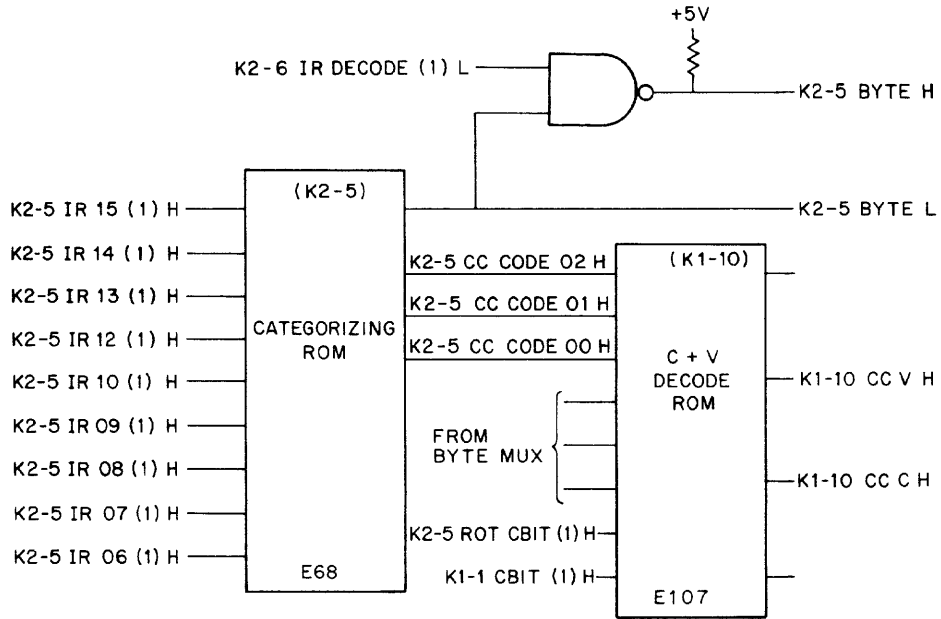 +5V
K2-6 IR DECODE (1) L
K2-5 BYTE H
(K2-5)
K2-5 IR 15 (1) H
K2-5 BYTE L
K2-5 IR 14 (1) H
K2-5 CC CODE 02 H
(K1-10)
K2-5 IR 13 (1) H
K2-5 CC CODE 01 H
K2-5 IR 12 (1) H
CATEGORIZING
ROM
K2-5 CC CODE 00 H
C + V
DECODE
ROM
K2-5 IR 10 (1) H
K1-10 CC V H
K2-5 IR 09 (1) H
FROM
BYTE MUX
K2-5 IR 08 (1) H
K1-10 CC C H
K2-5 IR 07 (1) H
K2-5 ROT CBIT (1) H
K2-5 IR 06 (1) H
E68
K1-1 CBIT (1) H
E107